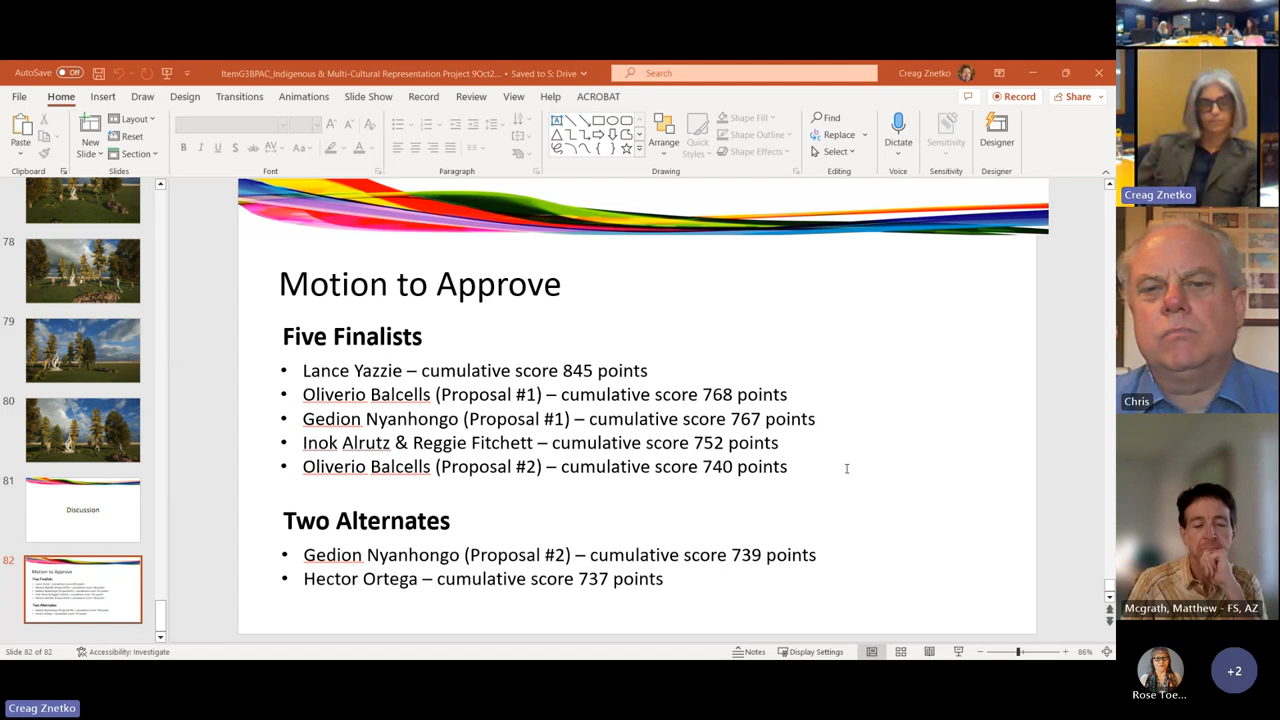 AutoSave Off
ItemG3BPAC_Indigenous & Multi-Cultural Representation Project 9Oct2... • Saved to S: Drive
Search
Creag Znetko
File Home Insert Draw Design Transitions Animations Slide Show Record Review View Help ACROBAT
Record Share
Paste
New Slide
Layout
Reset
Section
Arrange
Quick Styles
Shape Fill
Shape Outline
Shape Effects
Find
Replace
Select
Dictate
Sensitivity
Designer
Clipboard Slides Font Paragraph Drawing Editing Voice Sensitivity Designer
78
79
80
81
Discussion
82
Motion to Approve
Five Finalists
• Lance Yazzie – cumulative score 845 points
• Oliverio Balcells (Proposal #1) – cumulative score 768 points
• Gedion Nyanhongo (Proposal #1) – cumulative score 767 points
• Inok Alrutz & Reggie Fitchett – cumulative score 752 points
• Oliverio Balcells (Proposal #2) – cumulative score 740 points
Two Alternates
• Gedion Nyanhongo (Proposal #2) – cumulative score 739 points
• Hector Ortega – cumulative score 737 points
Slide 82 of 82 Accessibility: Investigate
Notes Display Settings 86%
Creag Znetko
Creag Znetko
Chris
Mcgrath, Matthew - FS, AZ
Rose Toe...
+2